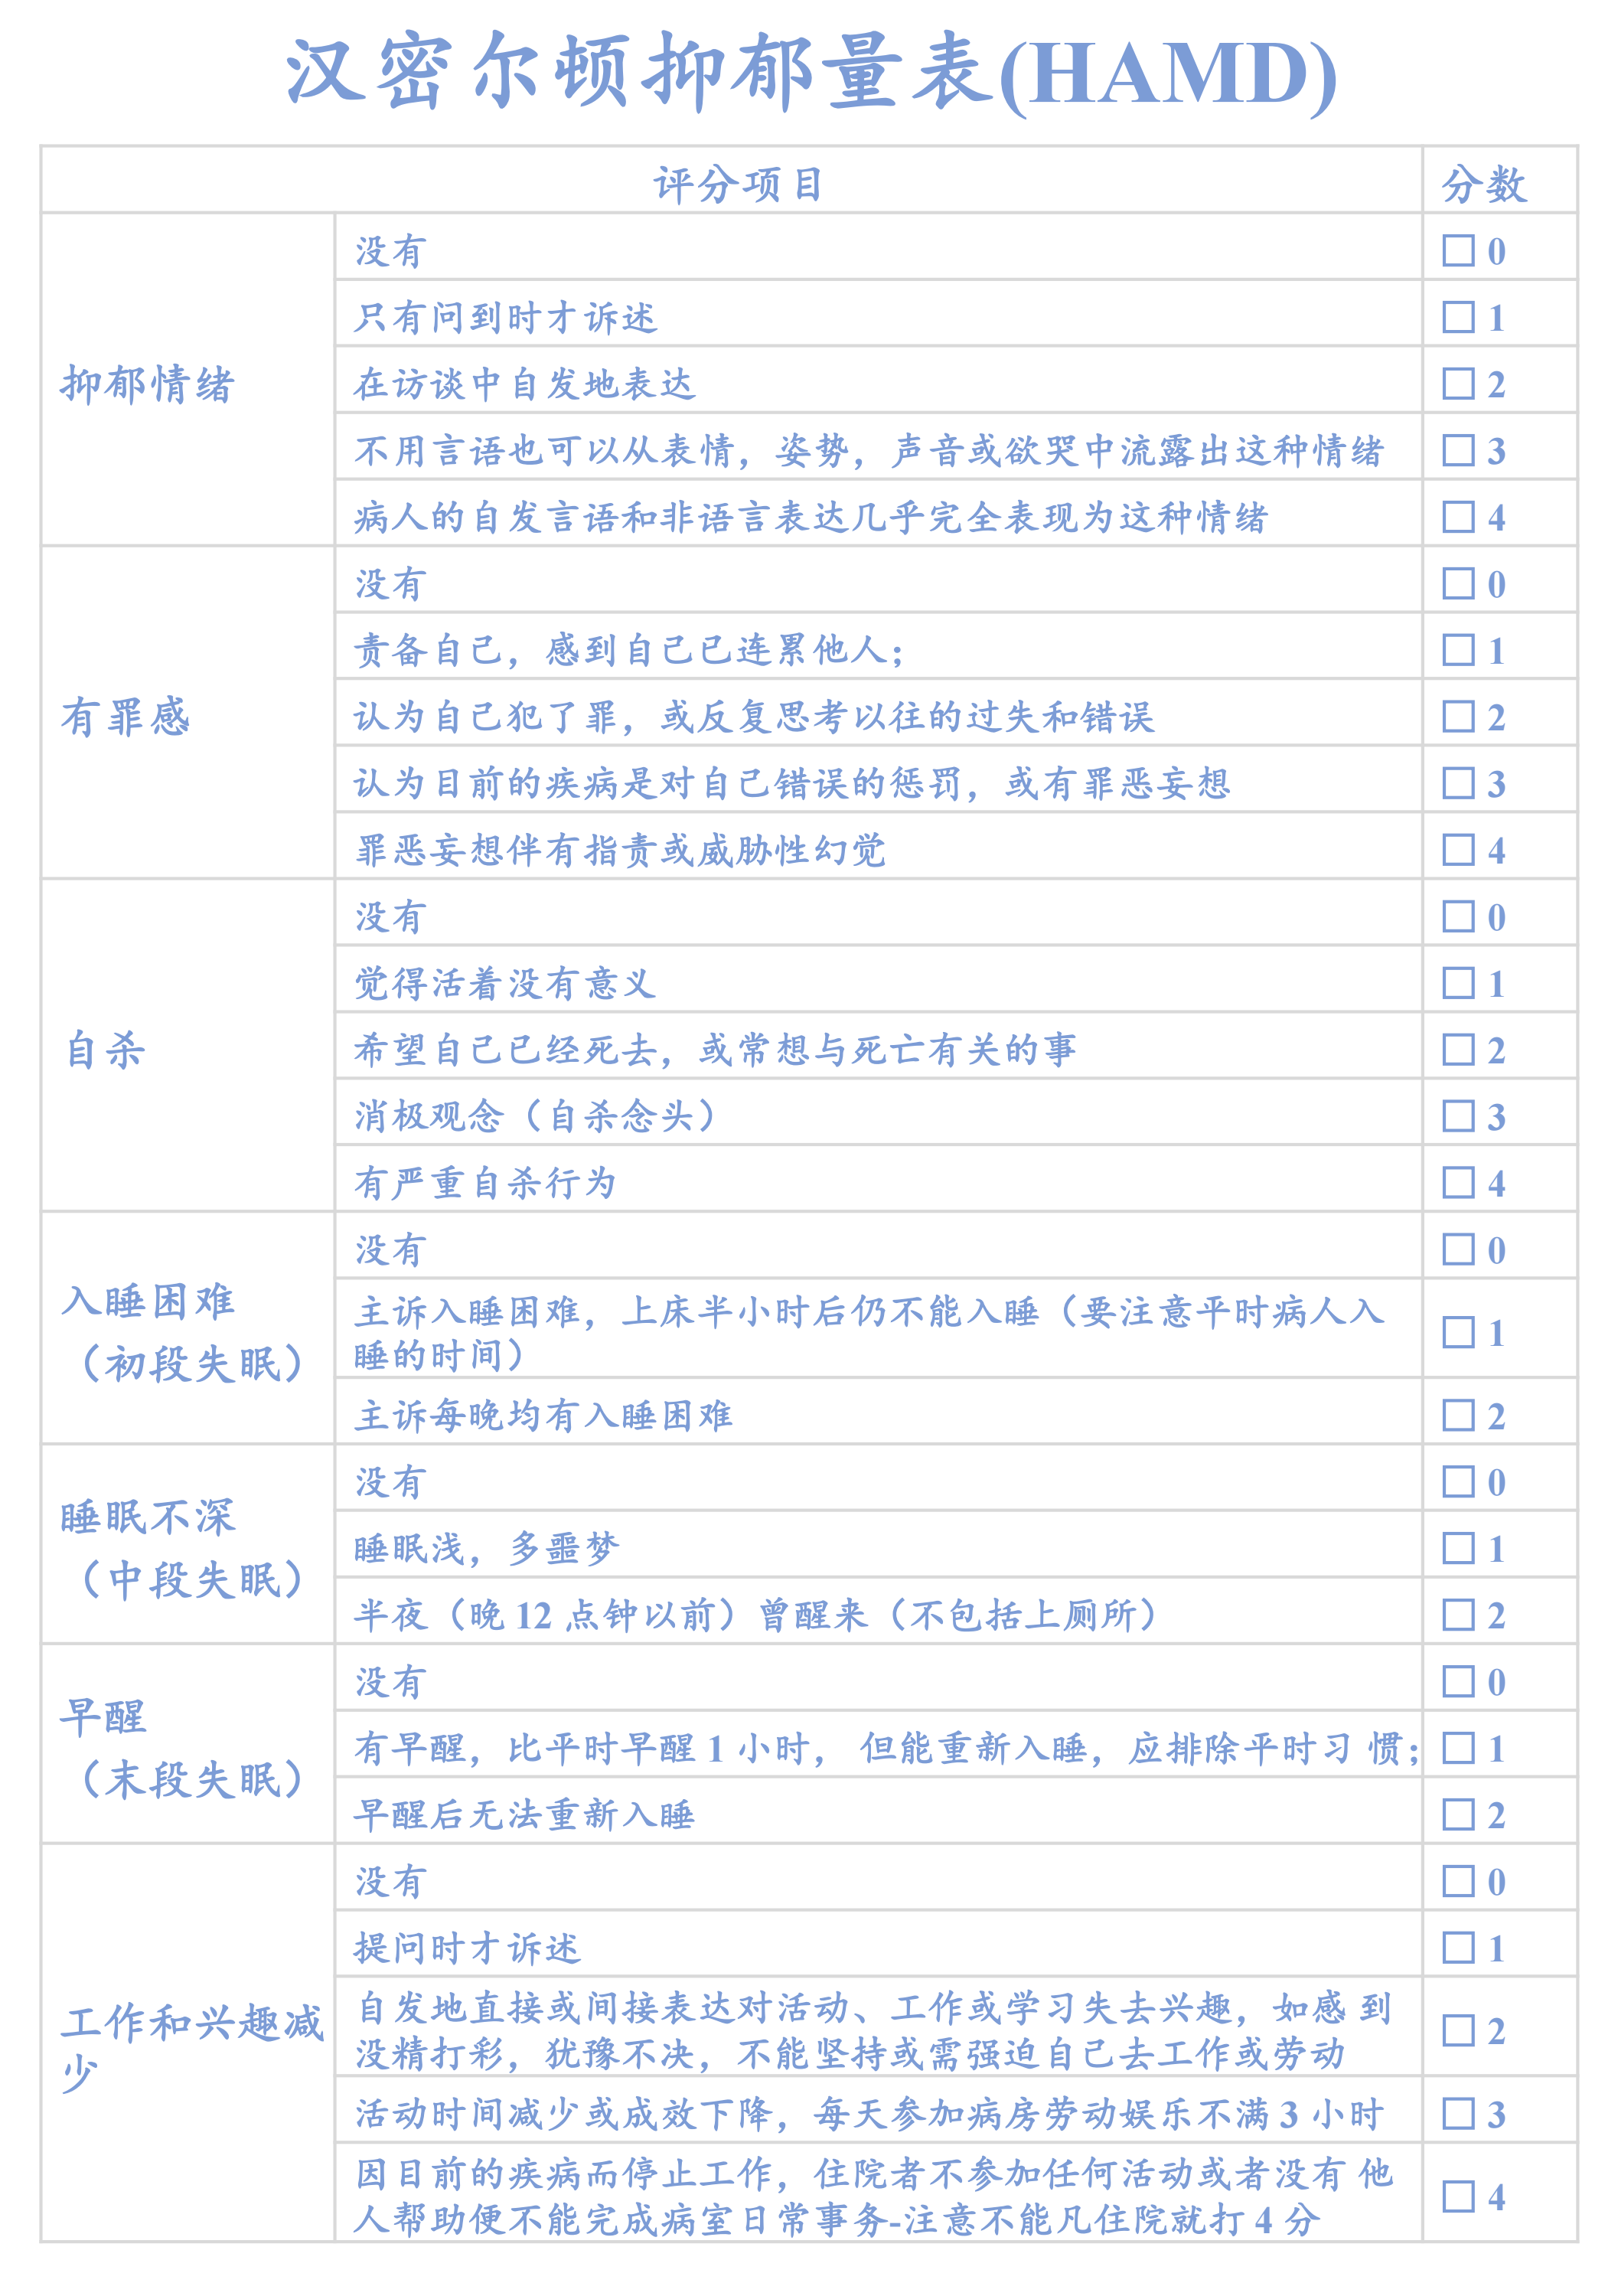 汉密尔顿抑郁量表(HAMD)
评分项目 分数
抑郁情绪
没有 □ 0
只有问到时才诉述 □ 1
在访谈中自发地表达 □ 2
不用言语也可以从表情，姿势，声音或欲哭中流露出这种情绪 □ 3
病人的自发言语和非语言表达几乎完全表现为这种情绪 □ 4
有罪感
没有 □ 0
责备自己，感到自己已连累他人； □ 1
认为自己犯了罪，或反复思考以往的过失和错误 □ 2
认为目前的疾病是对自己错误的惩罚，或有罪恶妄想 □ 3
罪恶妄想伴有指责或威胁性幻觉 □ 4
自杀
没有 □ 0
觉得活着没有意义 □ 1
希望自己已经死去，或常想与死亡有关的事 □ 2
消极观念（自杀念头） □ 3
有严重自杀行为 □ 4
入睡困难
（初段失眠）
没有 □ 0
主诉入睡困难，上床半小时后仍不能入睡（要注意平时病人入
睡的时间） □ 1
主诉每晚均有入睡困难 □ 2
睡眠不深
（中段失眠）
没有 □ 0
睡眠浅，多噩梦 □ 1
半夜（晚 12 点钟以前）曾醒来（不包括上厕所） □ 2
早醒
（末段失眠）
没有 □ 0
有早醒，比平时早醒 1 小时， 但能重新入睡，应排除平时习 惯； □ 1
早醒后无法重新入睡 □ 2
工作和兴趣减
少
没有 □ 0
提问时才诉述 □ 1
自发地直接或间接表达对活动、工作或学习失去兴趣，如感 到
没精打彩，犹豫不决，不能坚持或需强迫自己去工作或劳动 □ 2
活动时间减少或成效下降，每天参加病房劳动娱乐不满 3 小时 □ 3
因目前的疾病而停止工作，住院者不参加任何活动或者没有 他
人帮助便不能完成病室日常事务-注意不能凡住院就打 4 分 □ 4